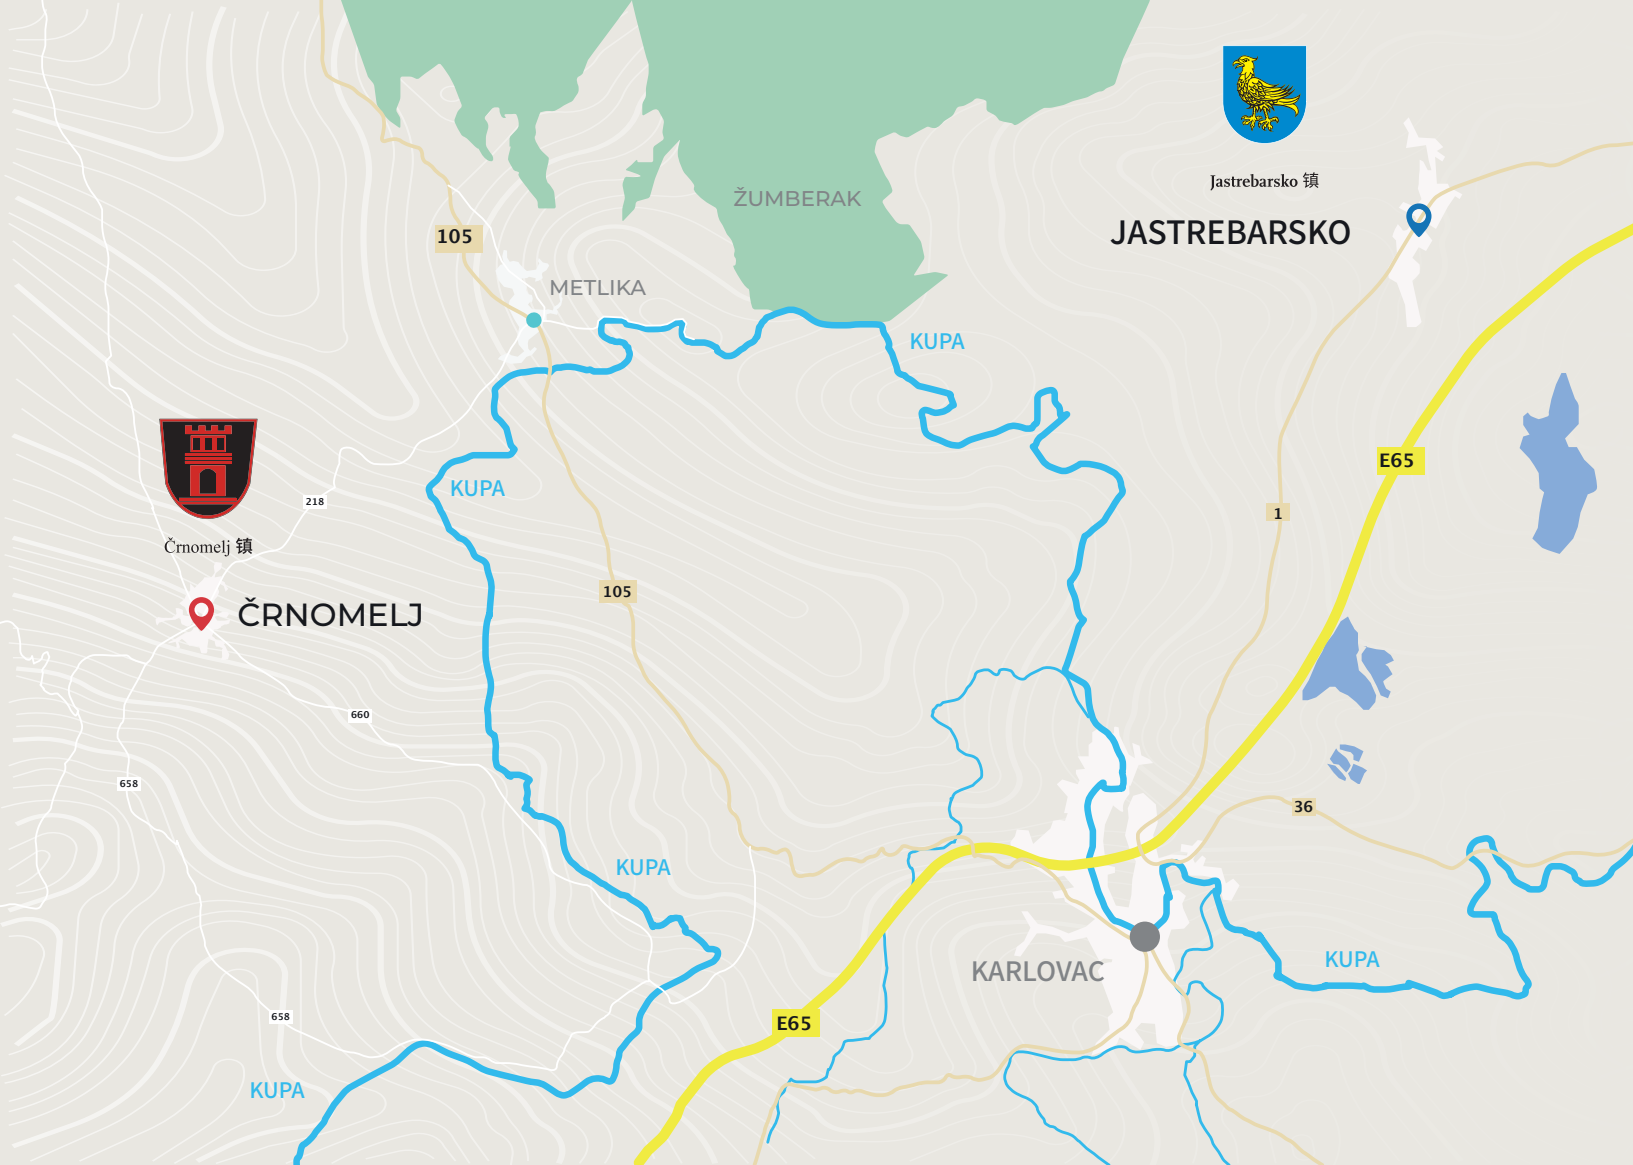 Jastrebarsko 镇
ŽUMBERAK
JASTREBARSKO
105
METLIKA
KUPA
E65
KUPA
218
1
Črnomelj 镇
105
ČRNOMELJ
660
658
36
KUPA
KUPA
KARLOVAC
658
E65
KUPA